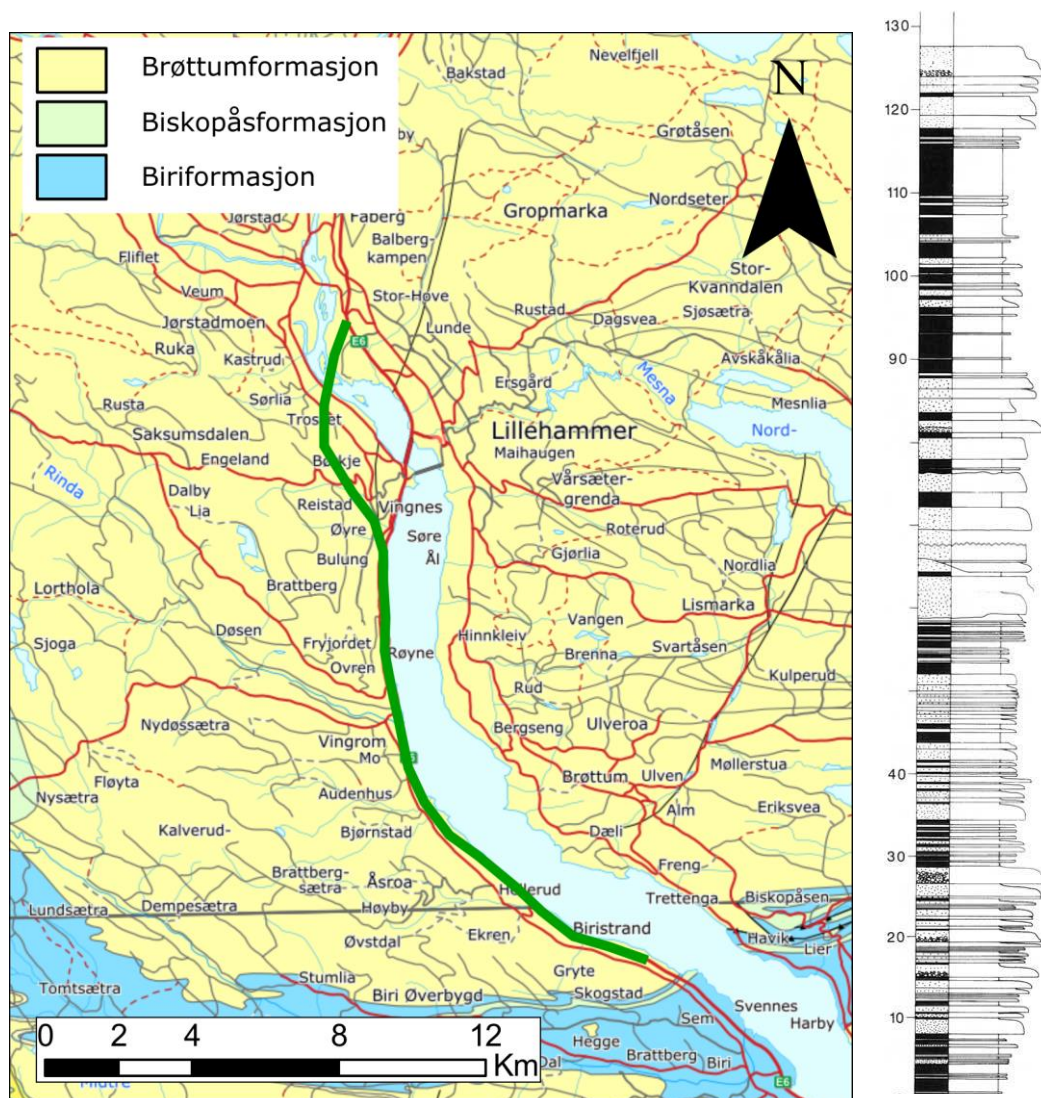 Brøttumformasjon
Biskopåsformasjon
Biriformasjon
N
Nevelfjell
Bakstad
Grøtåsen
Jørstad
Fåberg
Gropmarka
Nordseter
Balberg-
kampen
Fliflet
Veum
Stor-Hove
Stor-
Kvanndalen
Jørstadmoen
Lunde
Rustad
Dagsvea
Sjøsætra
Ruka
Kastrud
E6
Avskåkålia
Rusta
Sørlia
Ersgård
Mesna
Mesnlia
Saksumsdalen
Lillehammer
Nord-
Engeland
Maihaugen
Rinda
Dalby
Lia
Reistad
Vingnes
Vårsæter-
grenda
Øyre
Søre
Ål
Roterud
Bulung
Gjørlia
Nordlia
Lorthola
Brattberg
Lismarka
Døsen
Vangen
Sjoga
Fryjordet
Hinnkleiv
Brenna
Svartåsen
Ovren
Røyne
Kulperud
Rud
Nydøssætra
Bergseng
Ulveroa
Vingrom
Mo
Fløyta
Brøttum
Ulven
Møllerstua
Nysætra
Audenhus
Alm
Eriksvea
Kalverud-
Bjørnstad
Dæli
Brattberg-
sætra
Åsroa
Freng
Lundsætra
Dempesætra
Høyby
Trettenga
Biskopåsen
Øvstdal
Ekren
Biristrand
Havik
Lier
Tomtsætra
Stumlia
Gryte
Biri Øverbygd
Skogstad
Svennes
Sem
Harby
Hegge
Brattberg
Biri
E6
0 2 4 8 12
Km
130
120
110
100
90
40
30
20
10